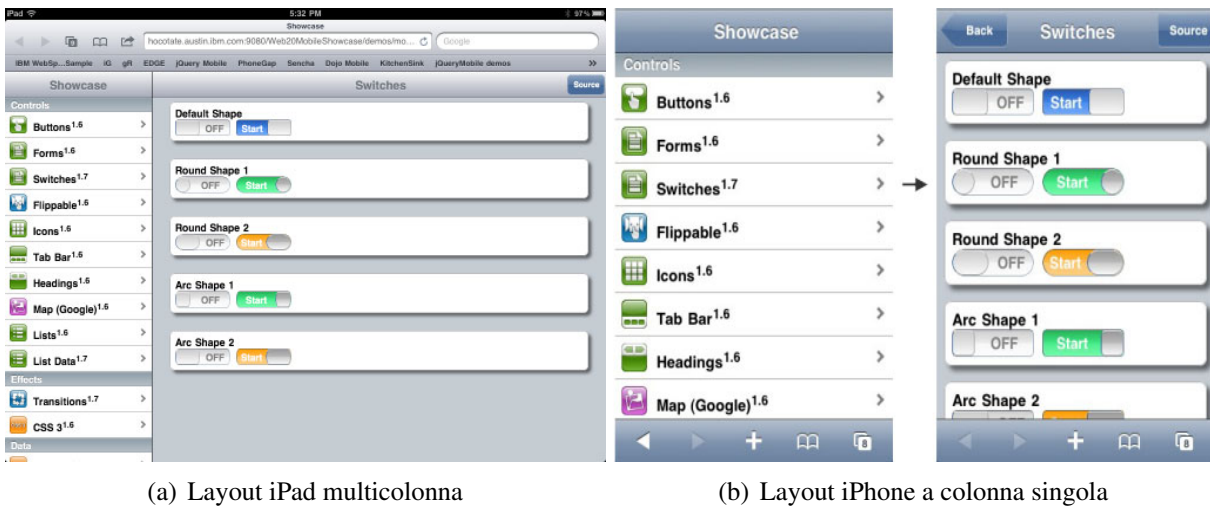 iPad 5:32 PM 97%
Showcase
hoootate.austin.ibm.com:9080/Web20MobileShowcase/demos/mo... Google
IBM WebSp...Sample iG gR EDGE jQuery Mobile PhoneGap Sencha Dojo Mobile KitchenSink jQueryMobile demos »
Showcase
Controls
Buttons1.6
Forms1.6
Switches1.7
Flippable1.6
Icons1.6
Tab Bar1.6
Headings1.6
Map (Google)1.6
Lists1.6
List Data1.7
Effects
Transitions1.7
CSS 31.6
Data
Switches Source
Default Shape
OFF Start
Round Shape 1
OFF Start
Round Shape 2
OFF Start
Arc Shape 1
OFF Start
Arc Shape 2
OFF Start
(a) Layout iPad multicolonna
Showcase
Controls
Buttons1.6
Forms1.6
Switches1.7
Flippable1.6
Icons1.6
Tab Bar1.6
Headings1.6
Map (Google)1.6
8
Back Switches Source
Default Shape
OFF Start
Round Shape 1
OFF Start
Round Shape 2
OFF Start
Arc Shape 1
OFF Start
Arc Shape 2
8
(b) Layout iPhone a colonna singola